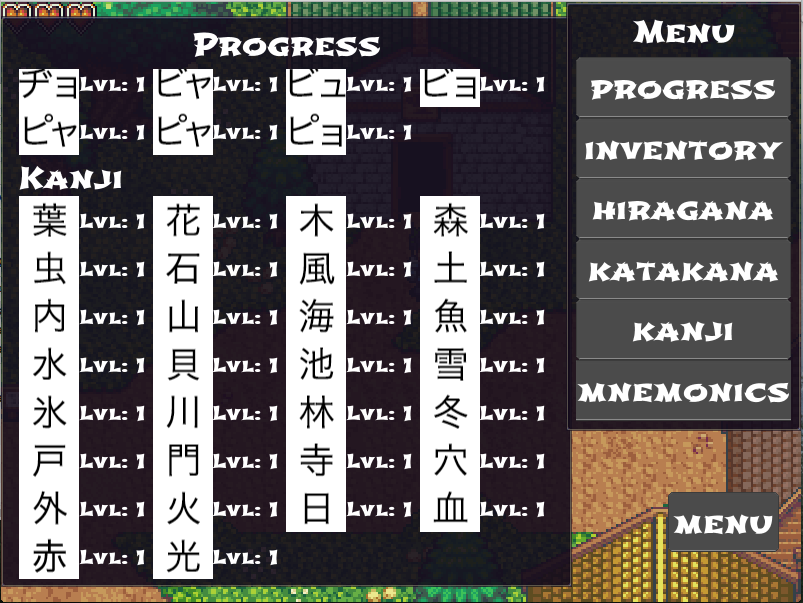 Progress
ヂョ Lvl: 1 ビャ Lvl: 1 ビュ Lvl: 1 ビョ Lvl: 1
ピャ Lvl: 1 ピャ Lvl: 1 ピョ Lvl: 1
Kanji
葉 Lvl: 1 花 Lvl: 1 木 Lvl: 1 森 Lvl: 1
虫 Lvl: 1 石 Lvl: 1 風 Lvl: 1 土 Lvl: 1
内 Lvl: 1 山 Lvl: 1 海 Lvl: 1 魚 Lvl: 1
水 Lvl: 1 貝 Lvl: 1 池 Lvl: 1 雪 Lvl: 1
氷 Lvl: 1 川 Lvl: 1 林 Lvl: 1 冬 Lvl: 1
戸 Lvl: 1 門 Lvl: 1 寺 Lvl: 1 穴 Lvl: 1
外 Lvl: 1 火 Lvl: 1 日 Lvl: 1 血 Lvl: 1
赤 Lvl: 1 光 Lvl: 1
Menu
PROGRESS
INVENTORY
HIRAGANA
KATAKANA
KANJI
MNEMONICS
MENU